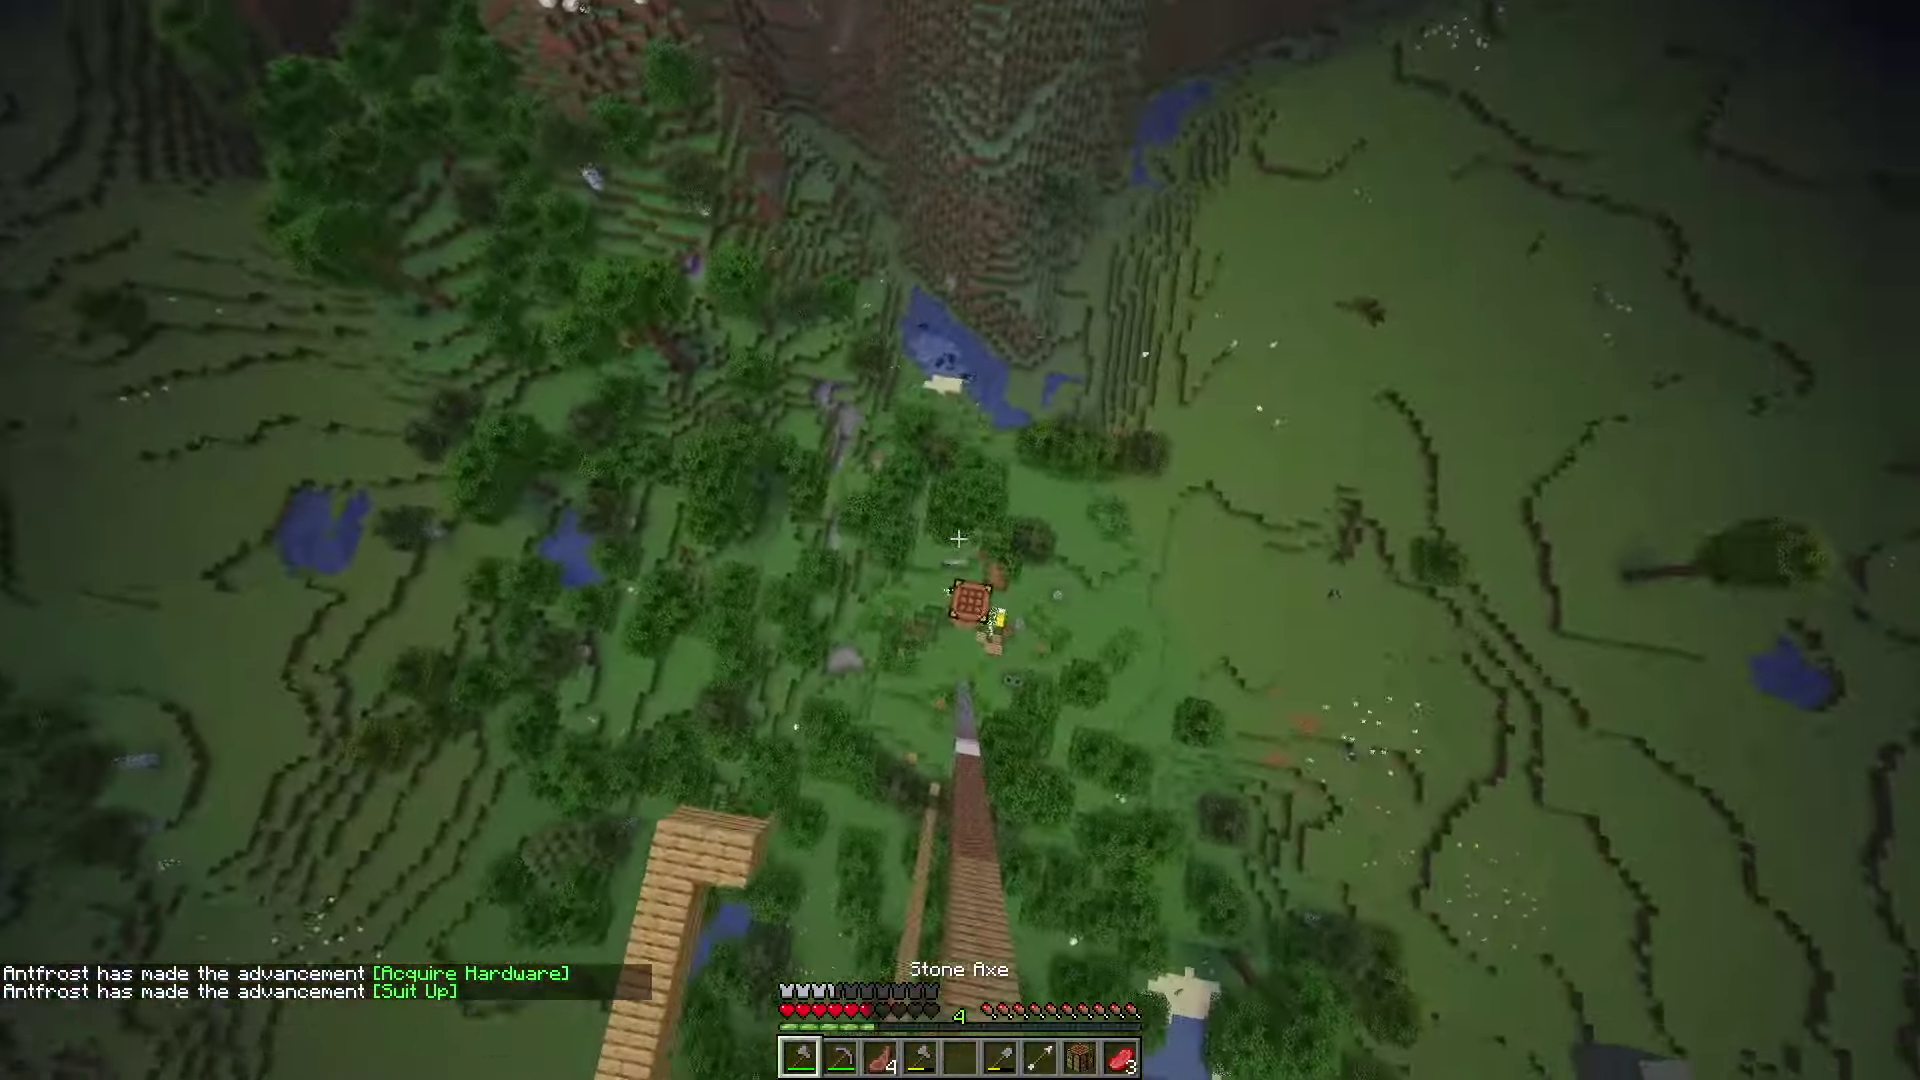 Antfrost has made the advancement [Acquire Hardware]
Antfrost has made the advancement [Suit Up]
Stone Axe
4
4
3